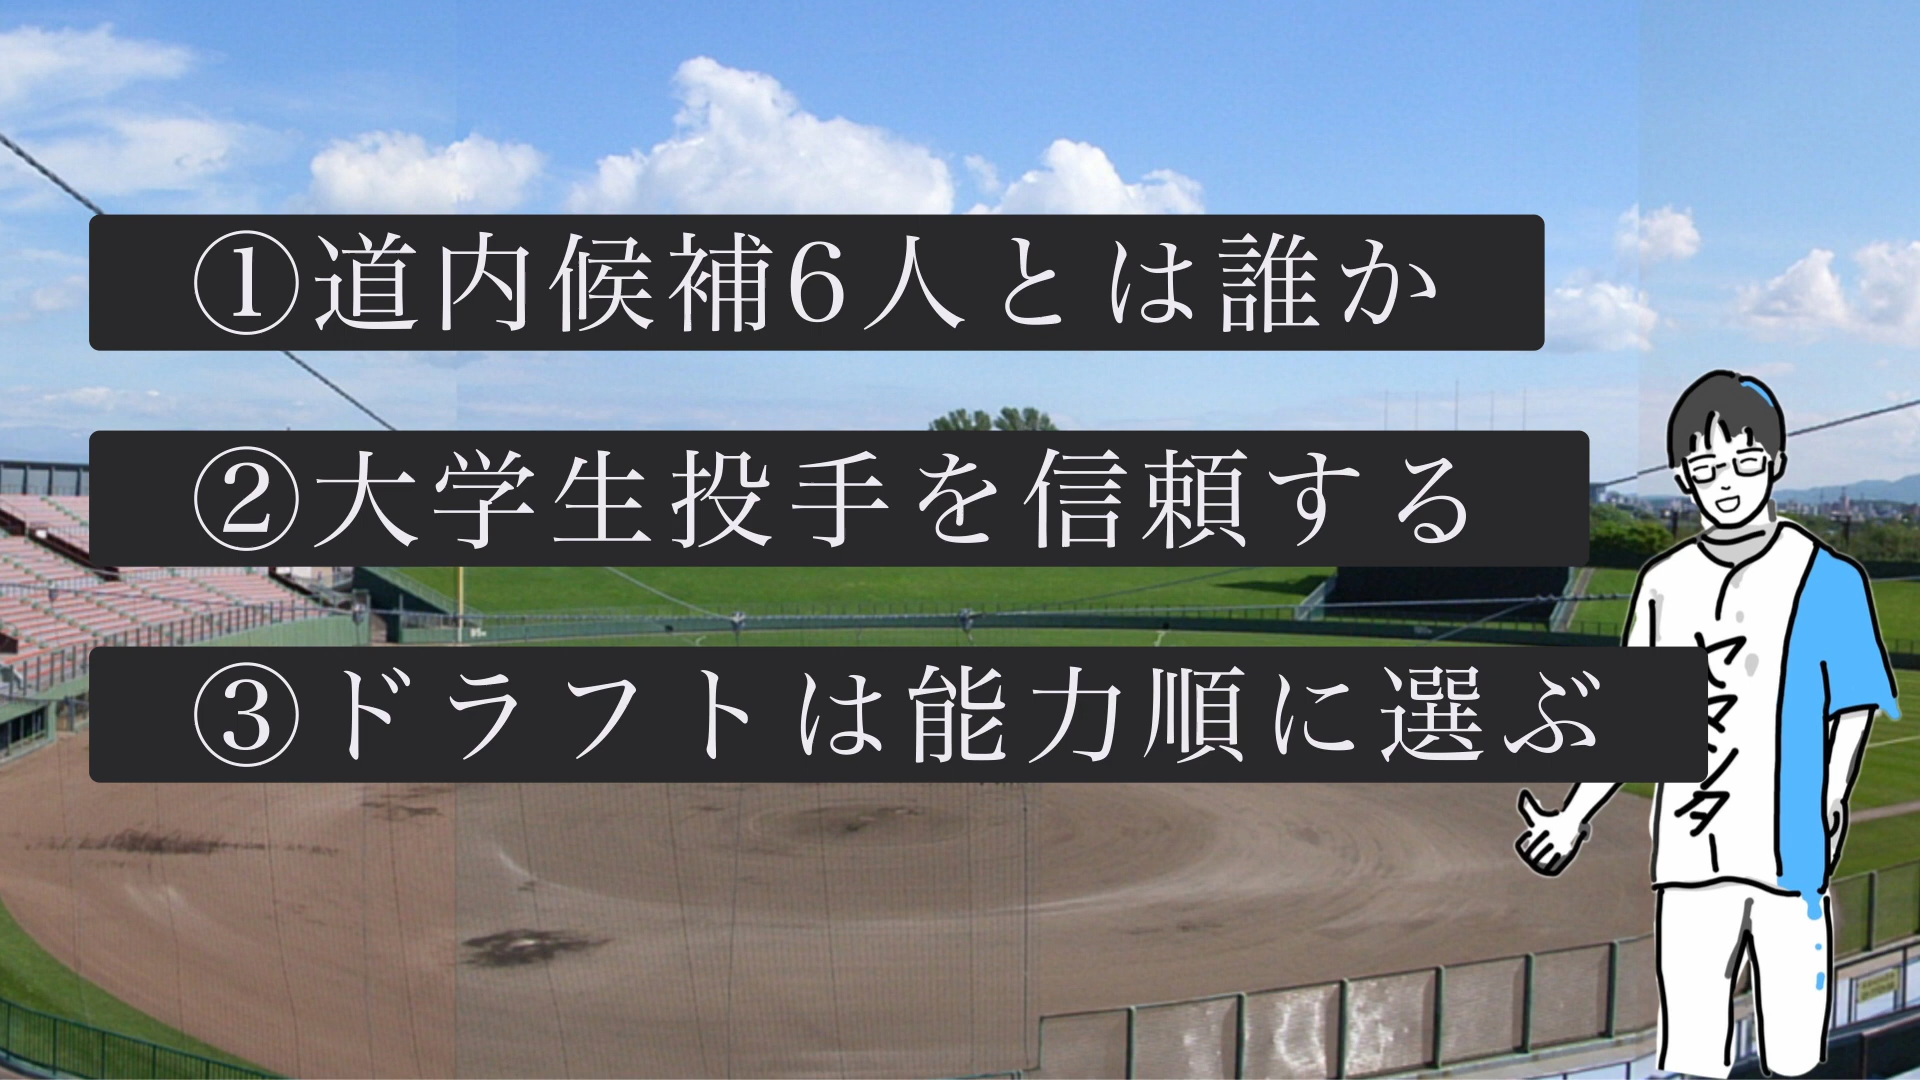 ①道内候補6人とは誰か
②大学生投手を信頼する
③ドラフトは能力順に選ぶ
ヤマンター